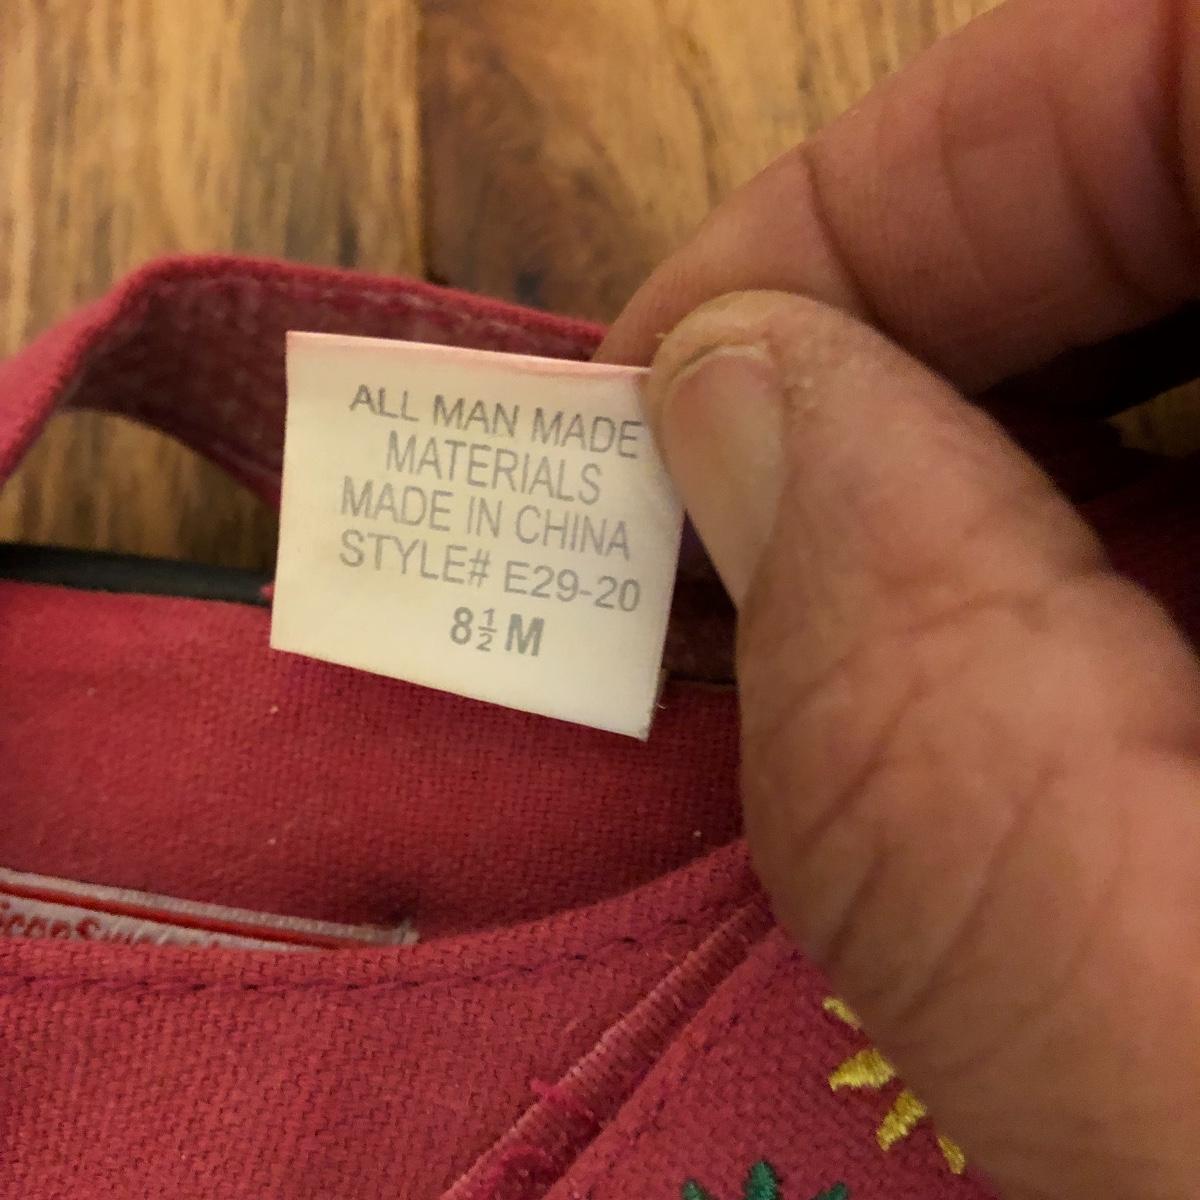 ALL MAN MADE
MATERIALS
MADE IN CHINA
STYLE# E29-20
8½ M